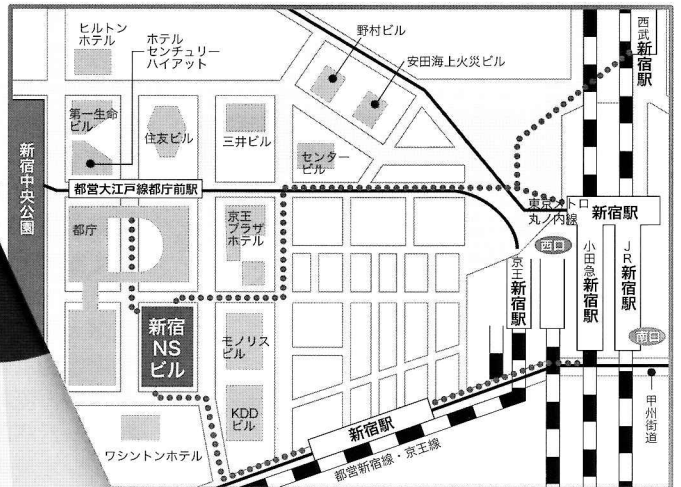 ヒルトン
ホテル
ホテル
センチュリー
ハイアット
野村ビル
安田海上火災ビル
西武
新宿駅
第一生命
ビル
住友ビル
三井ビル
センター
ビル
新宿中央公園
都営大江戸線都庁前駅
都庁
京王
プラザ
ホテル
東京メトロ
丸ノ内線
新宿駅
西口
京王
新宿駅
小田急
新宿駅
JR
新宿駅
南口
新宿
NS
ビル
モノリス
ビル
KDD
ビル
ワシントンホテル
新宿駅
都営新宿線・京王線
甲州街道